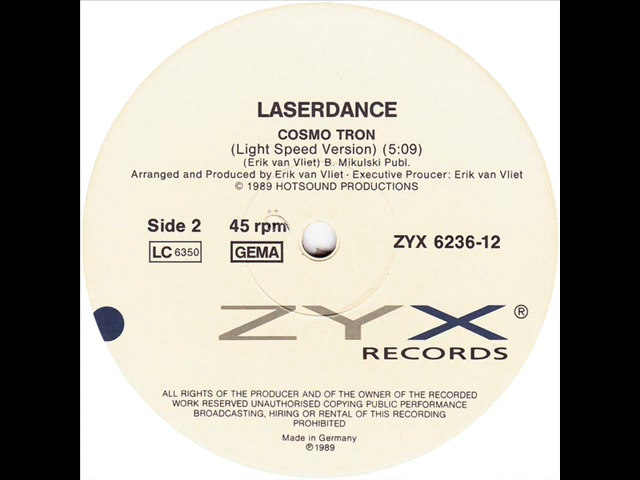 LASERDANCE
COSMO TRON
(Light Speed Version) (5:09)
(Erik van Vliet) B. Mikulski Publ.
Arranged and Produced by Erik van Vliet · Executive Procuer: Erik van Vliet
© 1989 HOTSOUND PRODUCTIONS
Side 2 45 rpm
LC 6350 GEMA ZYX 6236-12
ZYX®
RECORDS
ALL RIGHTS OF THE PRODUCER AND OF THE OWNER OF THE RECORDED
WORK RESERVED UNAUTHORISED COPYING PUBLIC PERFORMANCE
BROADCASTING, HIRING OR RENTAL OF THIS RECORDING
PROHIBITED
Made in Germany
℗1989